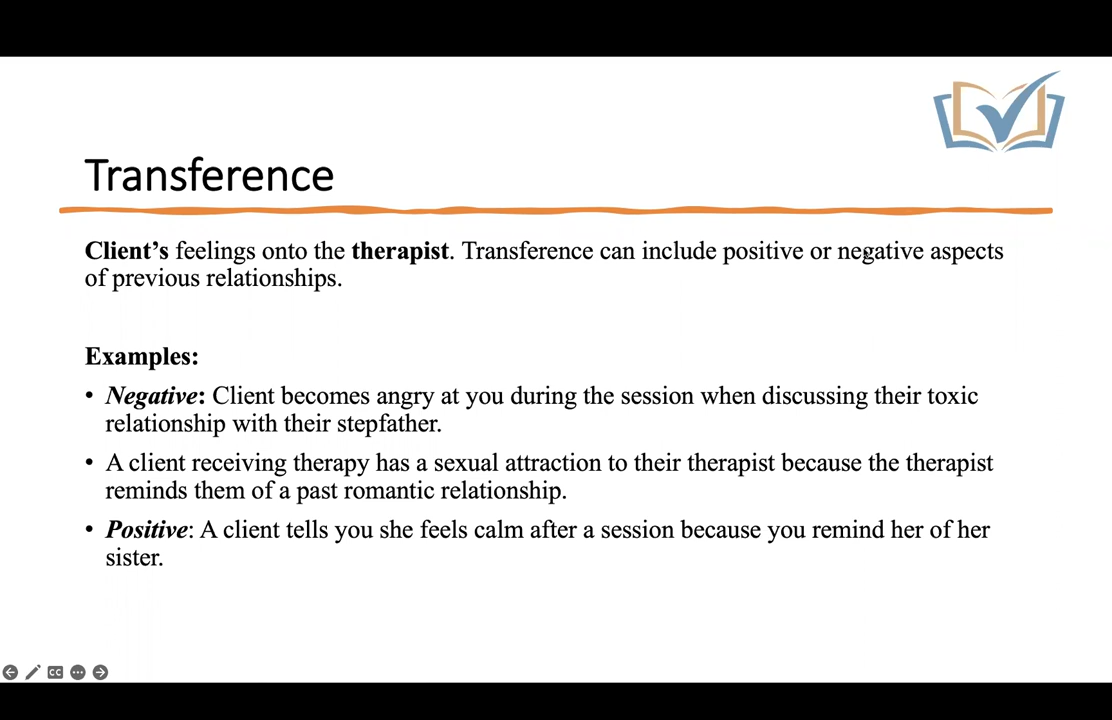 Transference
Client’s feelings onto the therapist. Transference can include positive or negative aspects
of previous relationships.
Examples:
• Negative: Client becomes angry at you during the session when discussing their toxic
relationship with their stepfather.
• A client receiving therapy has a sexual attraction to their therapist because the therapist
reminds them of a past romantic relationship.
• Positive: A client tells you she feels calm after a session because you remind her of her
sister.
CC